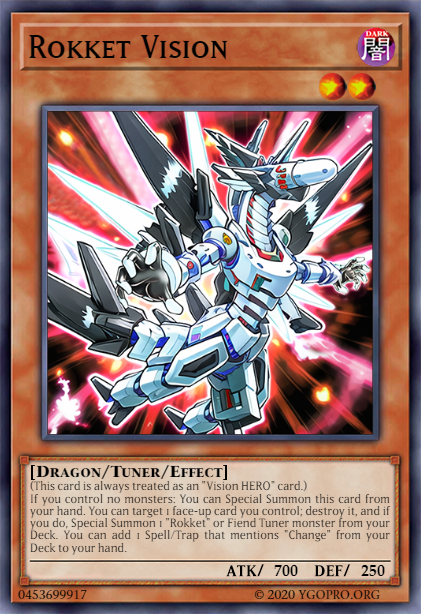 Rokket Vision
DARK
闇
[Dragon/Tuner/Effect]
(This card is always treated as an "Vision HERO" card.)
If you control no monsters: You can Special Summon this card from
your hand. You can target 1 face-up card you control; destroy it, and if
you do, Special Summon 1 "Rokket" or Fiend Tuner monster from your
Deck. You can add 1 Spell/Trap that mentions "Change" from your
Deck to your hand.
ATK/ 700 DEF/ 250
0453699917 © 2020 YGOPRO.ORG